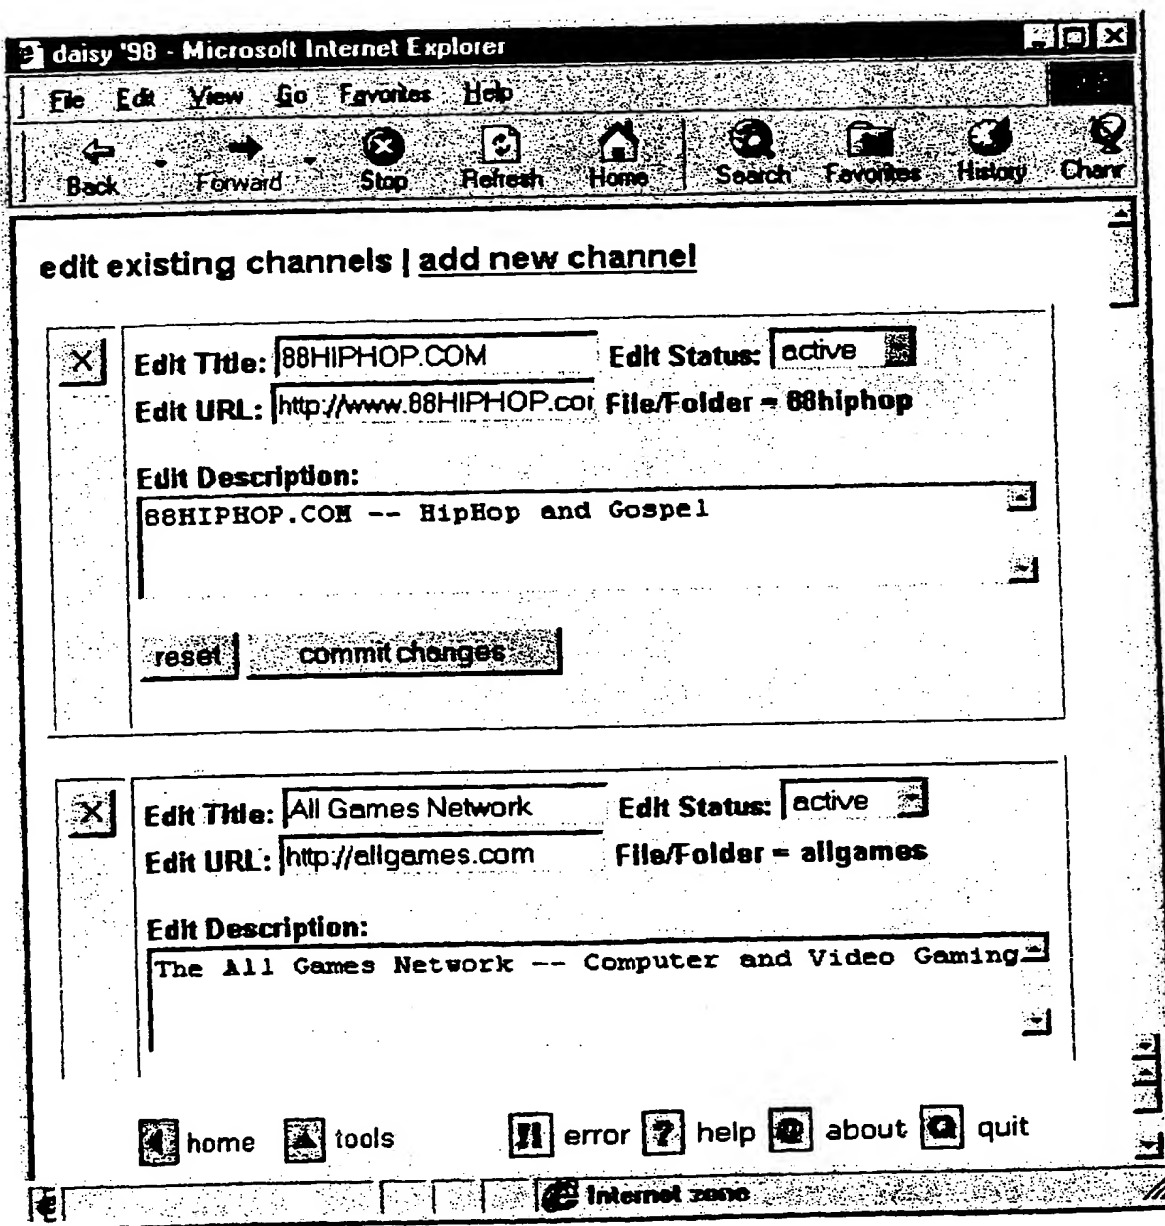 daisy '98 - Microsoft Internet Explorer
File Edit View Go Favorites Help
Back Forward Stop Refresh Home Search Favorites History Chanr
edit existing channels | add new channel
X Edit Title: 88HIPHOP.COM Edit Status: active
Edit URL: http://www.88HIPHOP.cor File/Folder = 88hiphop
Edit Description:
88HIPHOP.COM -- HipHop and Gospel
reset commit changes
X Edit Title: All Games Network Edit Status: active
Edit URL: http://allgames.com File/Folder = allgames
Edit Description:
The All Games Network -- Computer and Video Gaming
home tools !! error ? help @ about Q quit
Internet zone